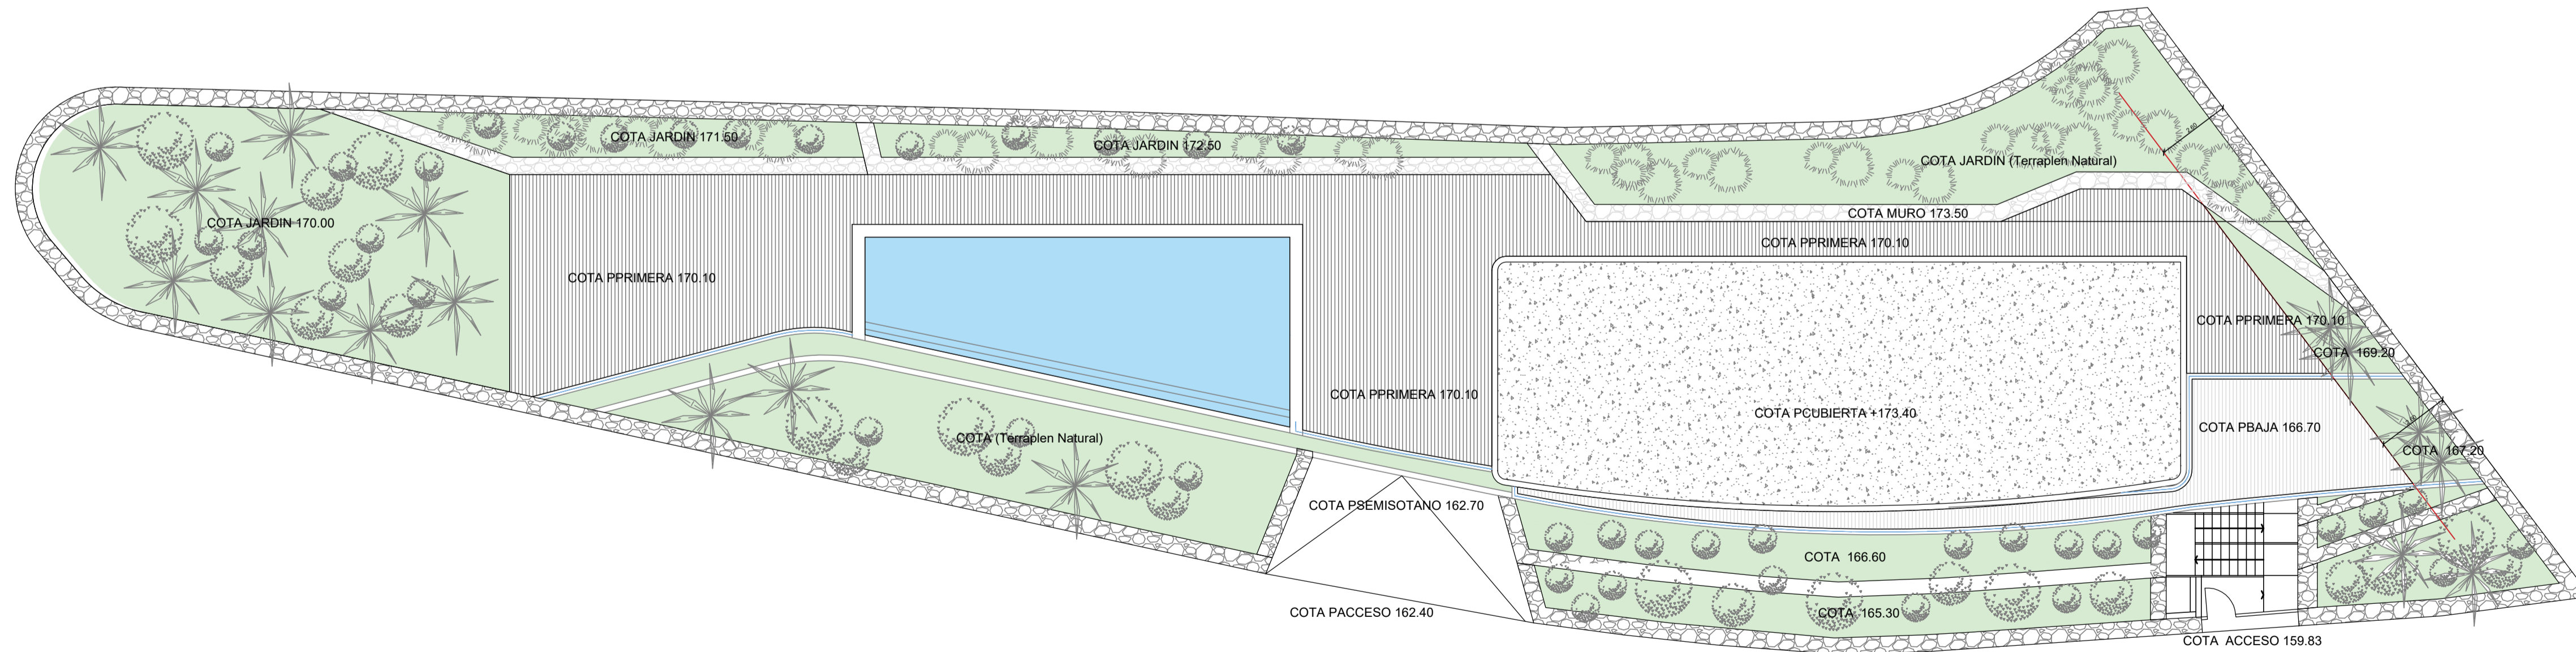 COTA JARDIN 171.50
COTA JARDIN 172.50
2.60
COTA JARDIN (Terraplen Natural)
COTA MURO 173.50
COTA JARDIN 170.00
COTA PPRIMERA 170.10
COTA PPRIMERA 170.10
COTA PPRIMERA 170.10
COTA 169.20
COTA PPRIMERA 170.10
COTA PCUBIERTA +173.40
COTA PBAJA 166.70
COTA (Terraplen Natural)
COTA 167.20
COTA PSEMISOTANO 162.70
COTA 166.60
COTA PACCESO 162.40
COTA 165.30
COTA ACCESO 159.83